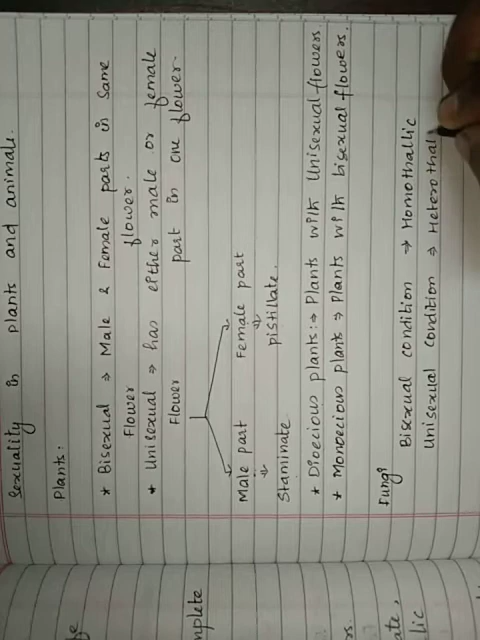 Sexuality in plants and animals.
Plants:
* Bisexual ⇒ Male & Female parts in same
Flower flower.
* Unisexual ⇒ has either male or female
Flower part in one flower.
Male part Female part
Staminate pistillate.
* Dioecious plants:⇒ Plants with Unisexual flowers
* Monoecious plants ⇒ Plants with bisexual flowers.
Fungi
Bisexual condition → Homothallic
Unisexual condition ⇒ Heterothal
mplete
lic